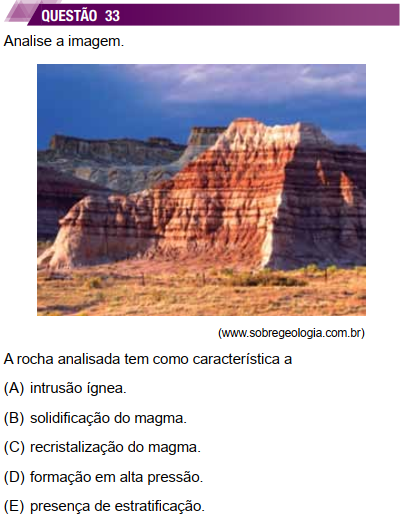 QUESTÃO 33
Analise a imagem.
(www.sobregeologia.com.br)
A rocha analisada tem como característica a
(A) intrusão ígnea.
(B) solidificação do magma.
(C) recristalização do magma.
(D) formação em alta pressão.
(E) presença de estratificação.